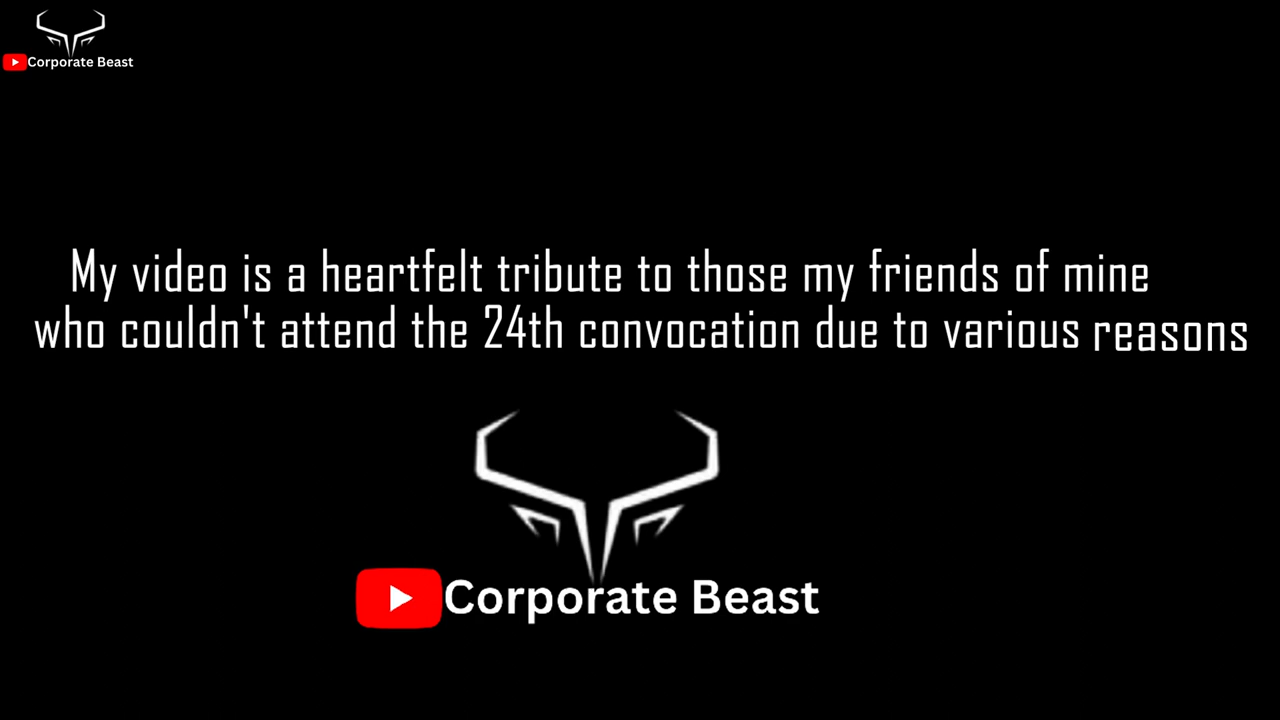 Corporate Beast
My video is a heartfelt tribute to those my friends of mine
who couldn't attend the 24th convocation due to various reasons
Corporate Beast